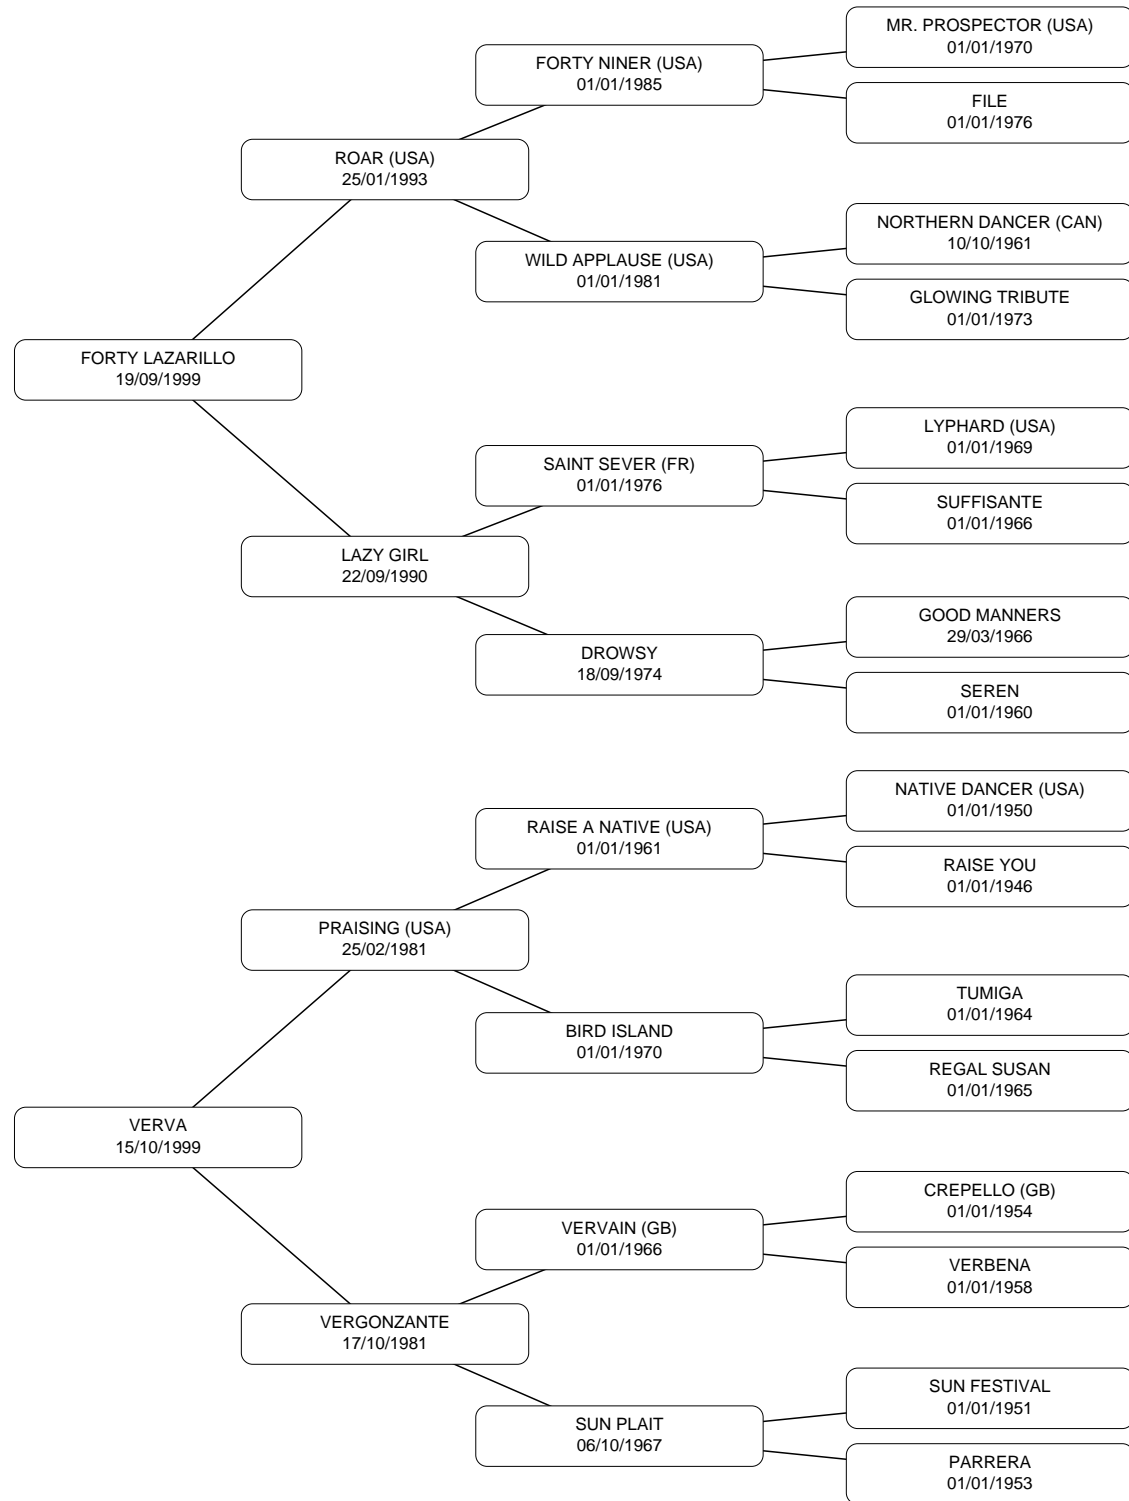 MR. PROSPECTOR (USA)
01/01/1970
FORTY NINER (USA)
01/01/1985
FILE
01/01/1976
ROAR (USA)
25/01/1993
NORTHERN DANCER (CAN)
10/10/1961
WILD APPLAUSE (USA)
01/01/1981
GLOWING TRIBUTE
01/01/1973
FORTY LAZARILLO
19/09/1999
LYPHARD (USA)
01/01/1969
SAINT SEVER (FR)
01/01/1976
SUFFISANTE
01/01/1966
LAZY GIRL
22/09/1990
GOOD MANNERS
29/03/1966
DROWSY
18/09/1974
SEREN
01/01/1960
NATIVE DANCER (USA)
01/01/1950
RAISE A NATIVE (USA)
01/01/1961
RAISE YOU
01/01/1946
PRAISING (USA)
25/02/1981
TUMIGA
01/01/1964
BIRD ISLAND
01/01/1970
REGAL SUSAN
01/01/1965
VERVA
15/10/1999
CREPELLO (GB)
01/01/1954
VERVAIN (GB)
01/01/1966
VERBENA
01/01/1958
VERGONZANTE
17/10/1981
SUN FESTIVAL
01/01/1951
SUN PLAIT
06/10/1967
PARRERA
01/01/1953